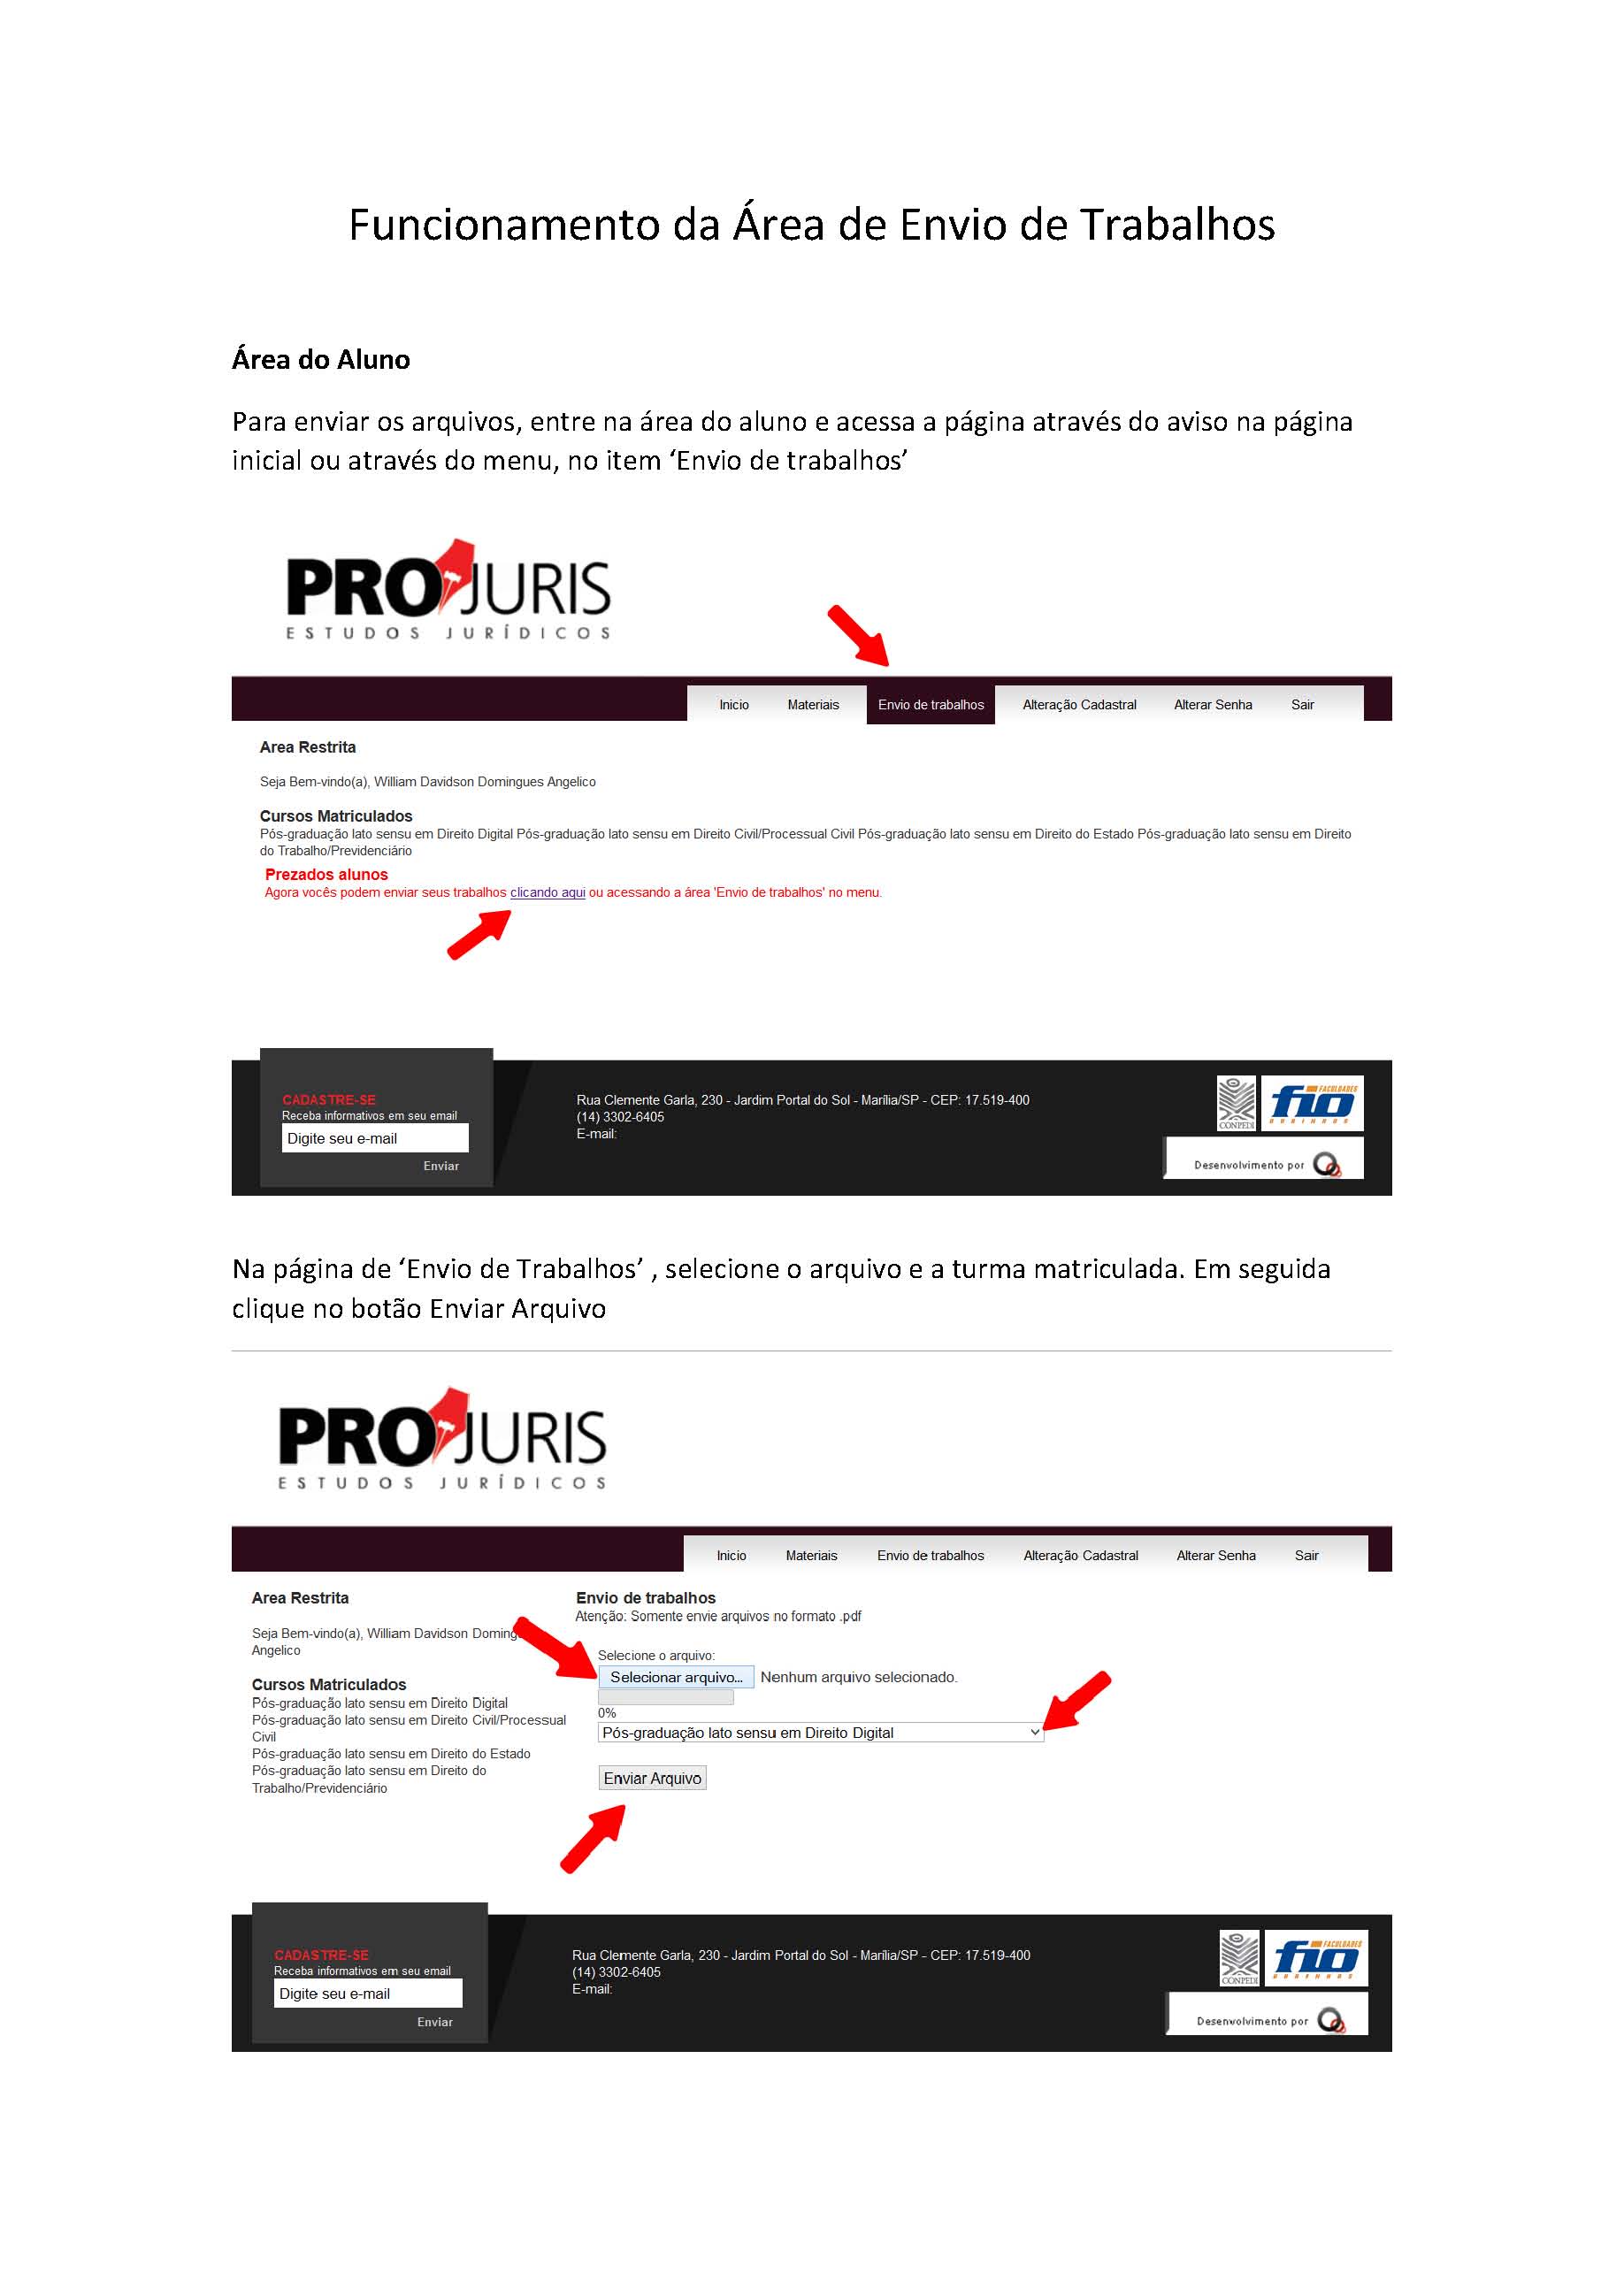 Funcionamento da Área de Envio de Trabalhos
Área do Aluno
Para enviar os arquivos, entre na área do aluno e acessa a página através do aviso na página
inicial ou através do menu, no item ‘Envio de trabalhos’
PROJURIS
ESTUDOS JURÍDICOS
Inicio Materiais Envio de trabalhos Alteração Cadastral Alterar Senha Sair
Area Restrita
Seja Bem-vindo(a), William Davidson Domingues Angelico
Cursos Matriculados
Pós-graduação lato sensu em Direito Digital Pós-graduação lato sensu em Direito Civil/Processual Civil Pós-graduação lato sensu em Direito do Estado Pós-graduação lato sensu em Direito
do Trabalho/Previdenciário
Prezados alunos
Agora vocês podem enviar seus trabalhos clicando aqui ou acessando a área 'Envio de trabalhos' no menu.
CADASTRE-SE
Receba informativos em seu email
Digite seu e-mail
Enviar
Rua Clemente Garla, 230 - Jardim Portal do Sol - Marília/SP - CEP: 17.519-400
(14) 3302-6405
E-mail:
CONPEDI
FACULDADES
fio
OURINHOS
Desenvolvimento por
Na página de ‘Envio de Trabalhos’ , selecione o arquivo e a turma matriculada. Em seguida
clique no botão Enviar Arquivo
PROJURIS
ESTUDOS JURÍDICOS
Inicio Materiais Envio de trabalhos Alteração Cadastral Alterar Senha Sair
Area Restrita
Seja Bem-vindo(a), William Davidson Doming
Angelico
Cursos Matriculados
Pós-graduação lato sensu em Direito Digital
Pós-graduação lato sensu em Direito Civil/Processual
Civil
Pós-graduação lato sensu em Direito do Estado
Pós-graduação lato sensu em Direito do
Trabalho/Previdenciário
Envio de trabalhos
Atenção: Somente envie arquivos no formato .pdf
Selecione o arquivo:
Selecionar arquivo... Nenhum arquivo selecionado.
0%
Pós-graduação lato sensu em Direito Digital
Enviar Arquivo
CADASTRE-SE
Receba informativos em seu email
Digite seu e-mail
Enviar
Rua Clemente Garla, 230 - Jardim Portal do Sol - Marília/SP - CEP: 17.519-400
(14) 3302-6405
E-mail:
CONPEDI
FACULDADES
fio
OURINHOS
Desenvolvimento por